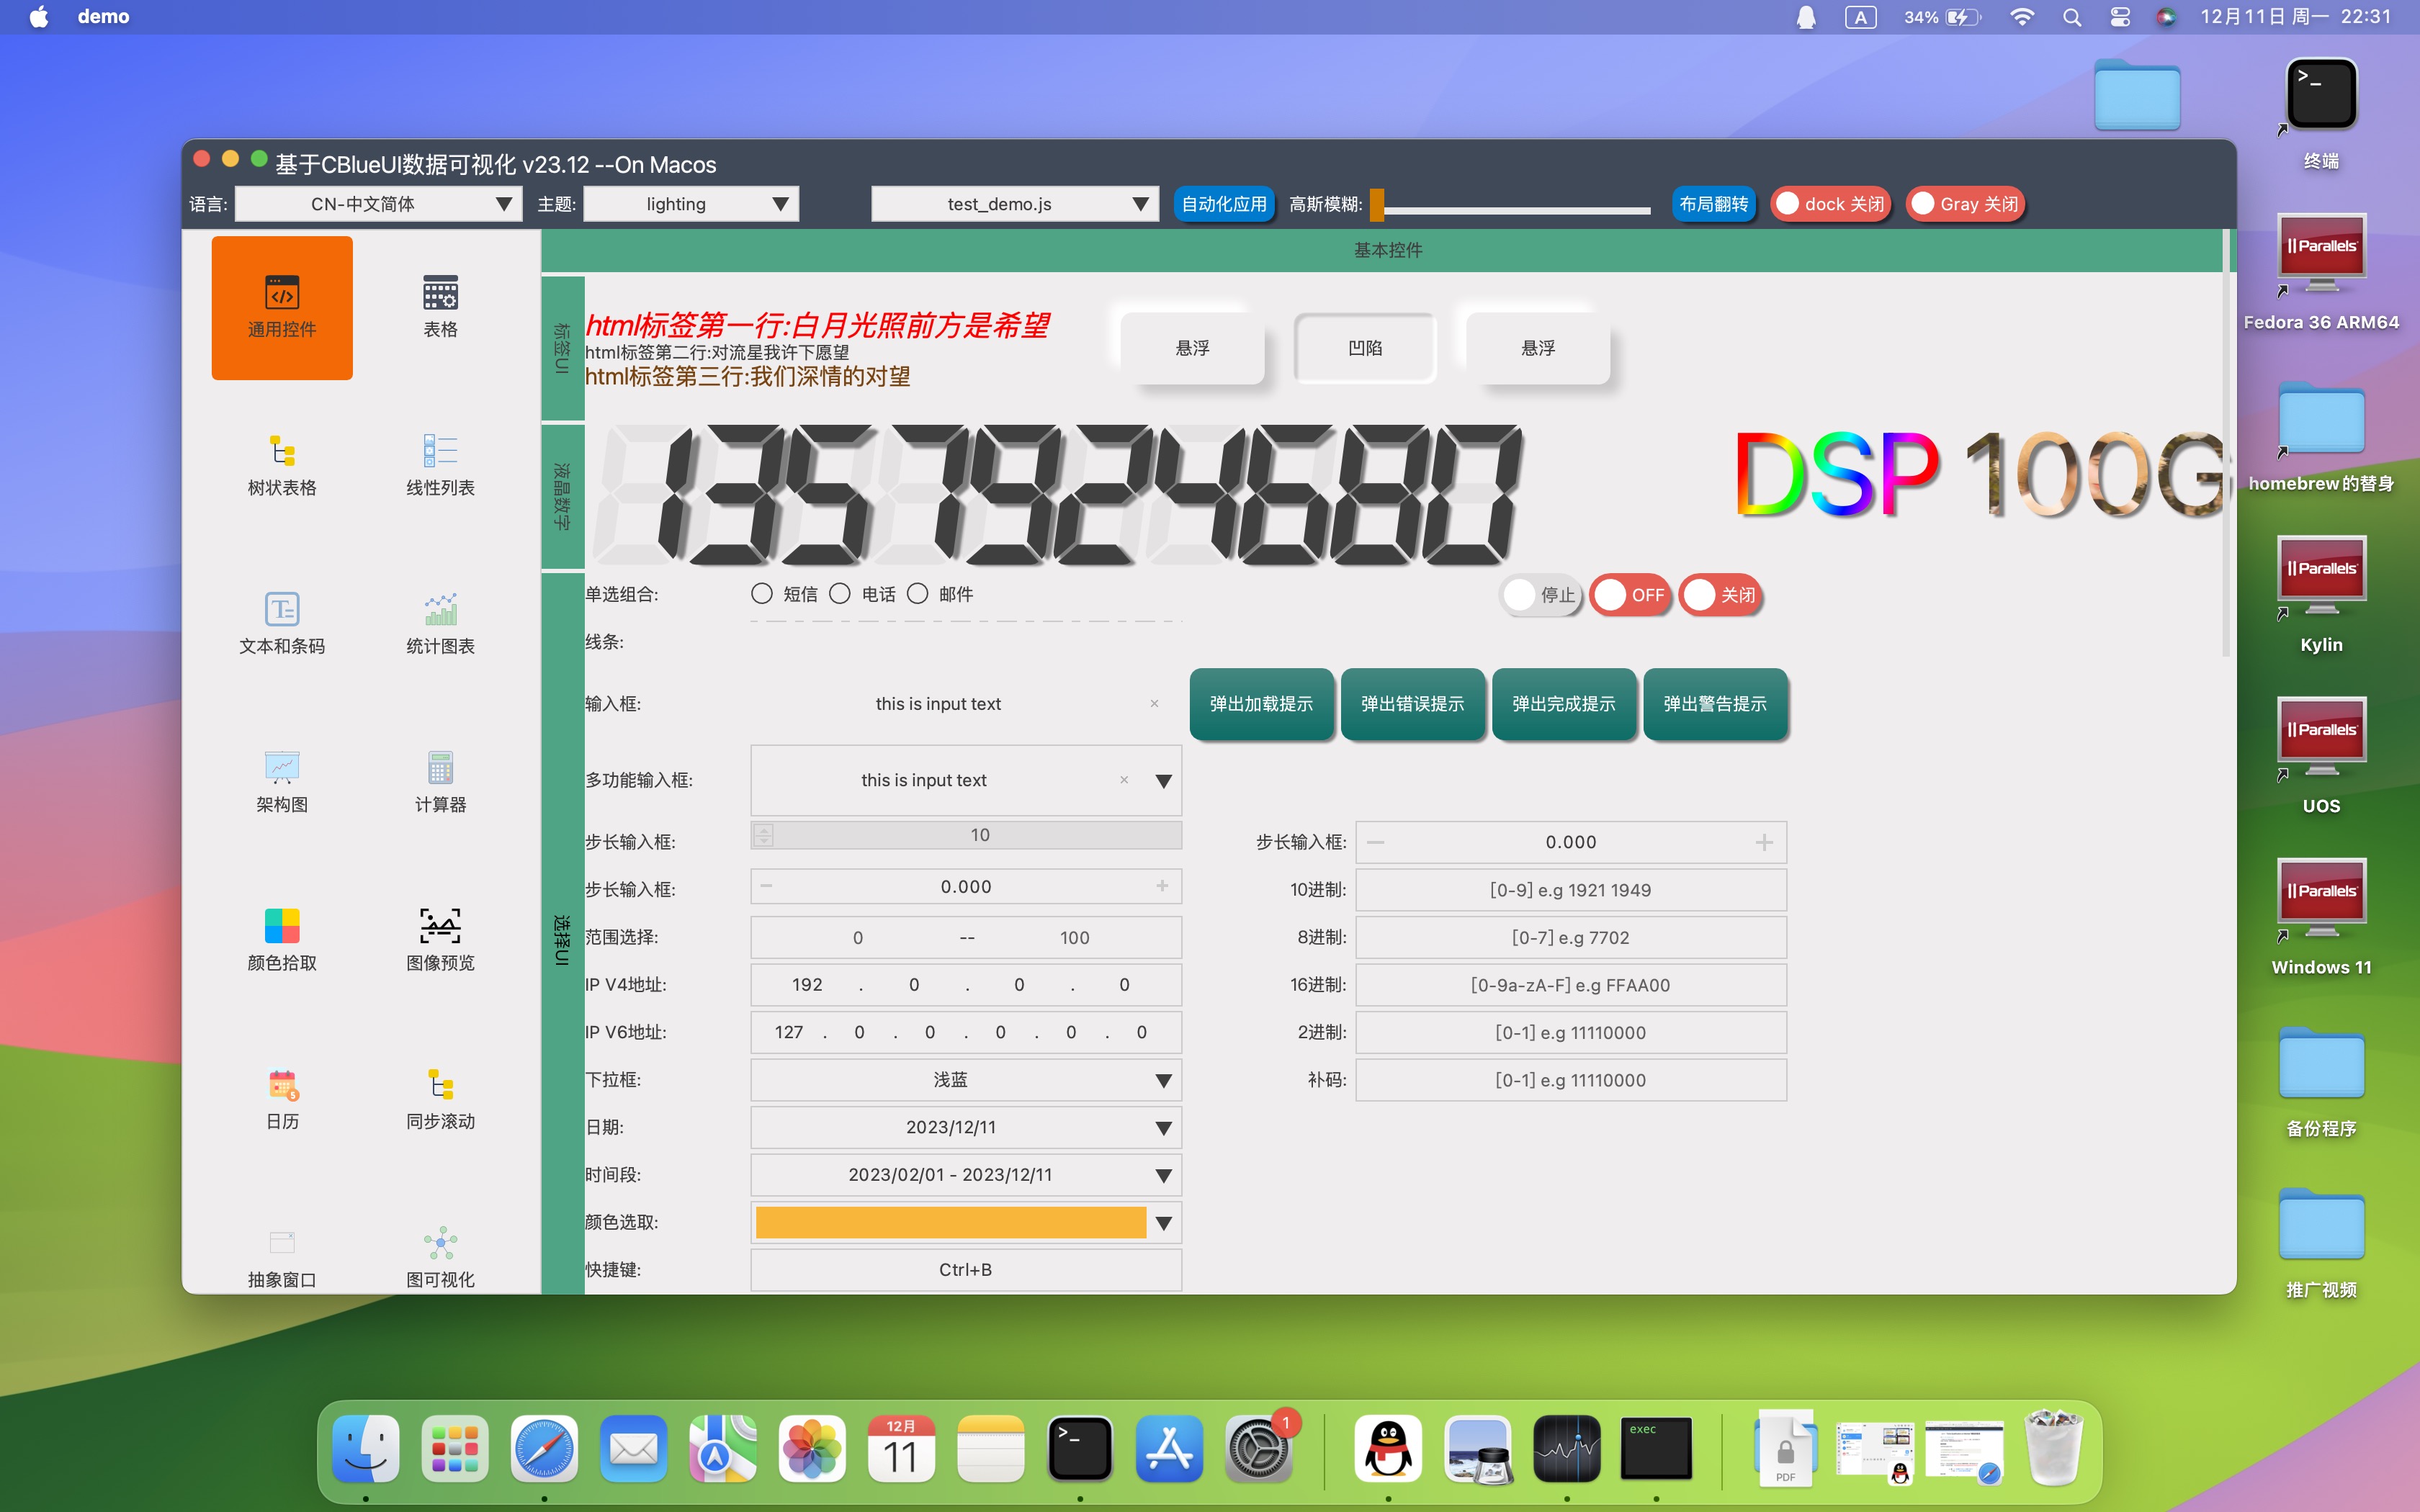 demo
A
34%
12月11日 周一 22:31
基于CBlueUI数据可视化 v23.12 --On Macos
语言: CN-中文简体 主题: lighting test_demo.js 自动化应用 高斯模糊: 布局翻转 dock 关闭 Gray 关闭
通用控件 表格
树状表格 线性列表
文本和条码 统计图表
架构图 计算器
颜色拾取 图像预览
日历 同步滚动
抽象窗口 图可视化
基本控件
标签UI
html标签第一行:白月光照前方是希望
html标签第二行:对流星我许下愿望
html标签第三行:我们深情的对望
悬浮 凹陷 悬浮
液晶数字
1357924680
DSP 100G
选择UI
单选组合: 短信 电话 邮件 停止 OFF 关闭
线条:
输入框: this is input text × 弹出加载提示 弹出错误提示 弹出完成提示 弹出警告提示
多功能输入框: this is input text ×
步长输入框: 10 步长输入框: 0.000
步长输入框: 0.000 10进制: [0-9] e.g 1921 1949
范围选择: 0 -- 100 8进制: [0-7] e.g 7702
IP V4地址: 192 . 0 . 0 . 0 16进制: [0-9a-zA-F] e.g FFAA00
IP V6地址: 127 . 0 . 0 . 0 . 0 . 0 2进制: [0-1] e.g 11110000
下拉框: 浅蓝 补码: [0-1] e.g 11110000
日期: 2023/12/11
时间段: 2023/02/01 - 2023/12/11
颜色选取:
快捷键: Ctrl+B
终端
Parallels
Fedora 36 ARM64
homebrew的替身
Parallels
Kylin
Parallels
UOS
Parallels
Windows 11
备份程序
推广视频
12月
11
1
exec
PDF